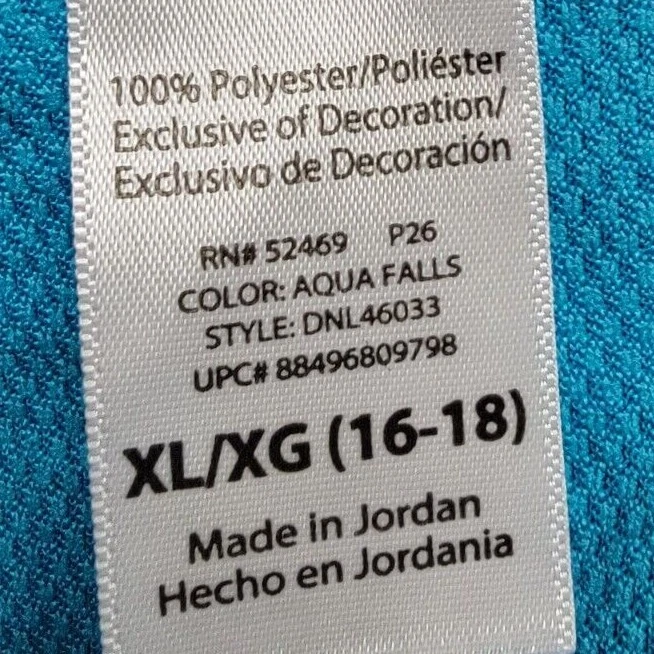 100% Polyester/Poliéster
Exclusive of Decoration/
Exclusivo de Decoración
RN# 52469 P26
COLOR: AQUA FALLS
STYLE: DNL46033
UPC# 88496809798
XL/XG (16-18)
Made in Jordan
Hecho en Jordania